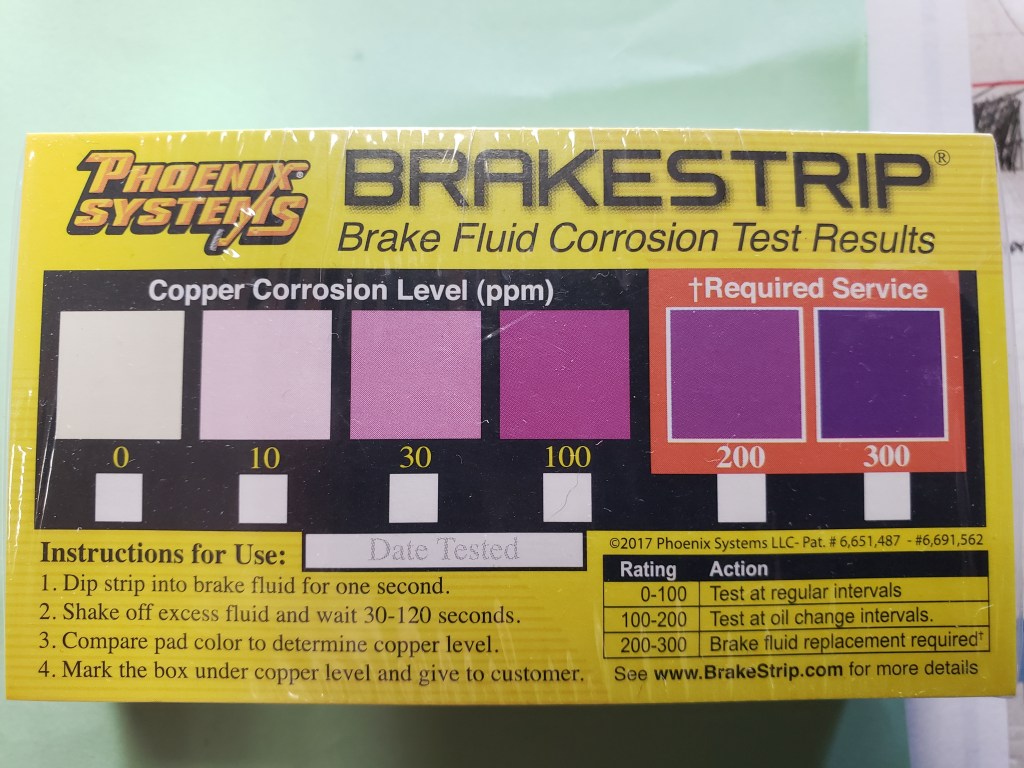 PHOENIX
SYSTEMS
BRAKESTRIP®
Brake Fluid Corrosion Test Results
Copper Corrosion Level (ppm)
†Required Service
0 10 30 100 200 300
Date Tested
Instructions for Use:
1. Dip strip into brake fluid for one second.
2. Shake off excess fluid and wait 30-120 seconds.
3. Compare pad color to determine copper level.
4. Mark the box under copper level and give to customer.
©2017 Phoenix Systems LLC- Pat. # 6,651,487 - #6,691,562
Rating Action
0-100 Test at regular intervals
100-200 Test at oil change intervals.
200-300 Brake fluid replacement required†
See www.BrakeStrip.com for more details